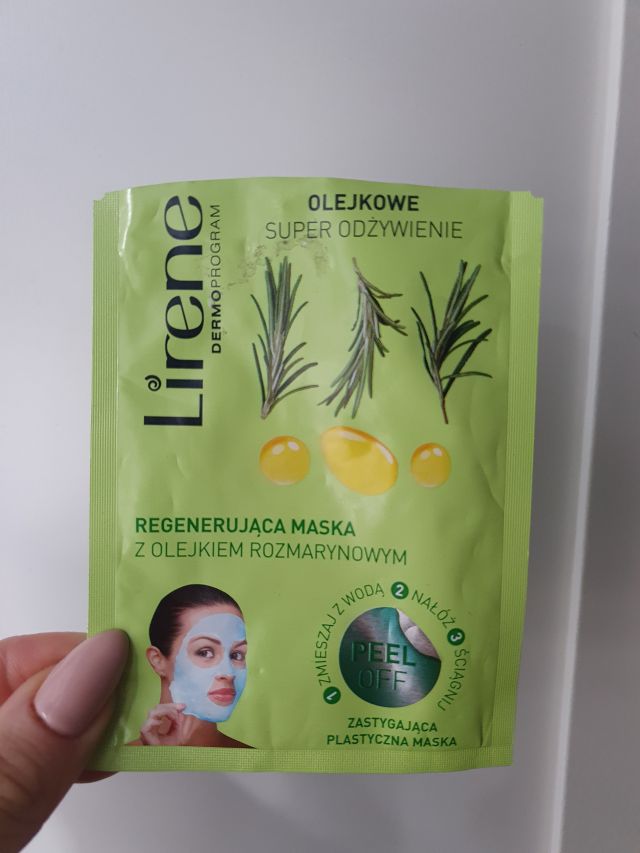 Lirene
DERMOPROGRAM
OLEJKOWE
SUPER ODŻYWIENIE
REGENERUJĄCA MASKA
Z OLEJKIEM ROZMARYNOWYM
1 ZMIESZAJ Z WODĄ 2 NAŁÓŻ 3 ŚCIĄGNIJ
PEEL
OFF
ZASTYGAJĄCA
PLASTYCZNA MASKA